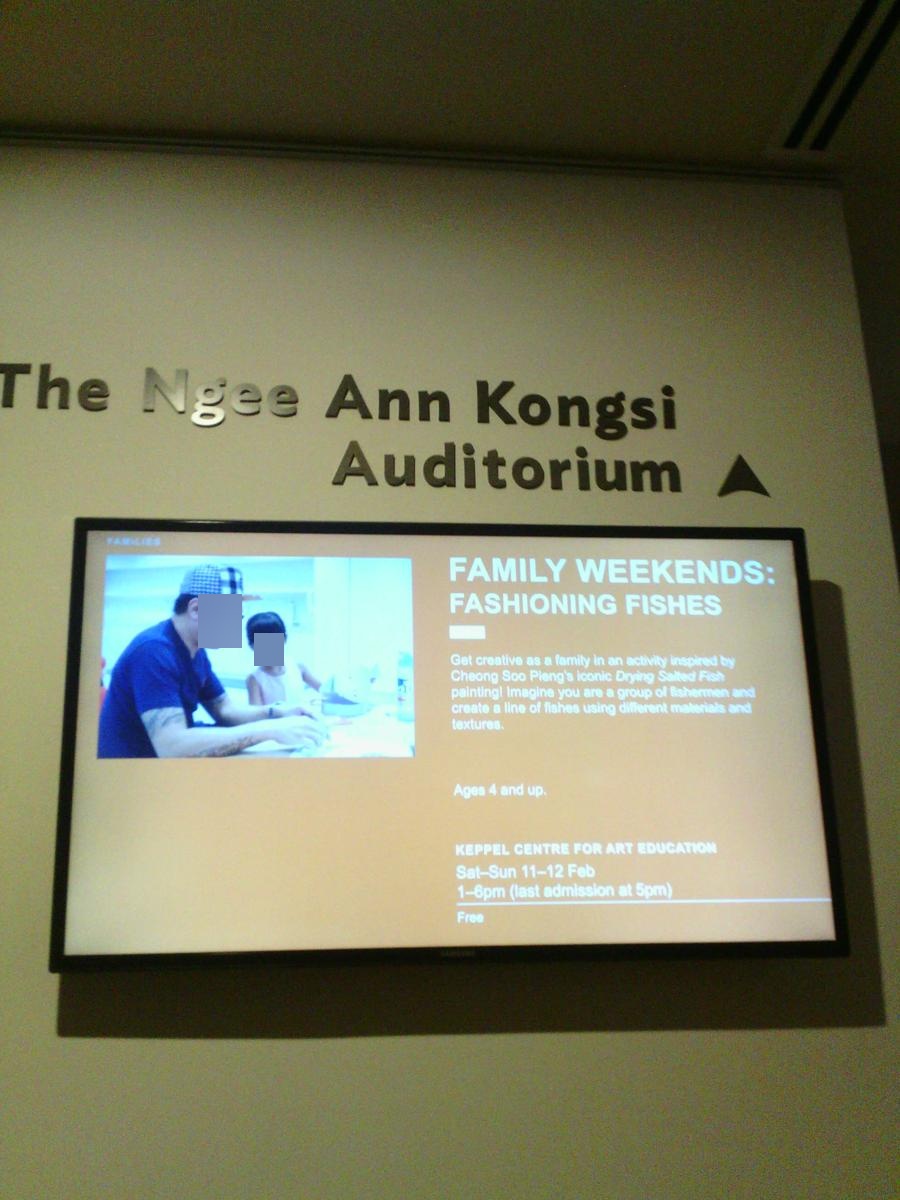 The Ngee Ann Kongsi
Auditorium
FAMILIES
FAMILY WEEKENDS:
FASHIONING FISHES
Get creative as a family in an activity inspired by
Cheong Soo Pieng's iconic Drying Salted Fish
painting! Imagine you are a group of fishermen and
create a line of fishes using different materials and
textures.
Ages 4 and up.
KEPPEL CENTRE FOR ART EDUCATION
Sat–Sun 11–12 Feb
1–6pm (last admission at 5pm)
Free
SAMSUNG